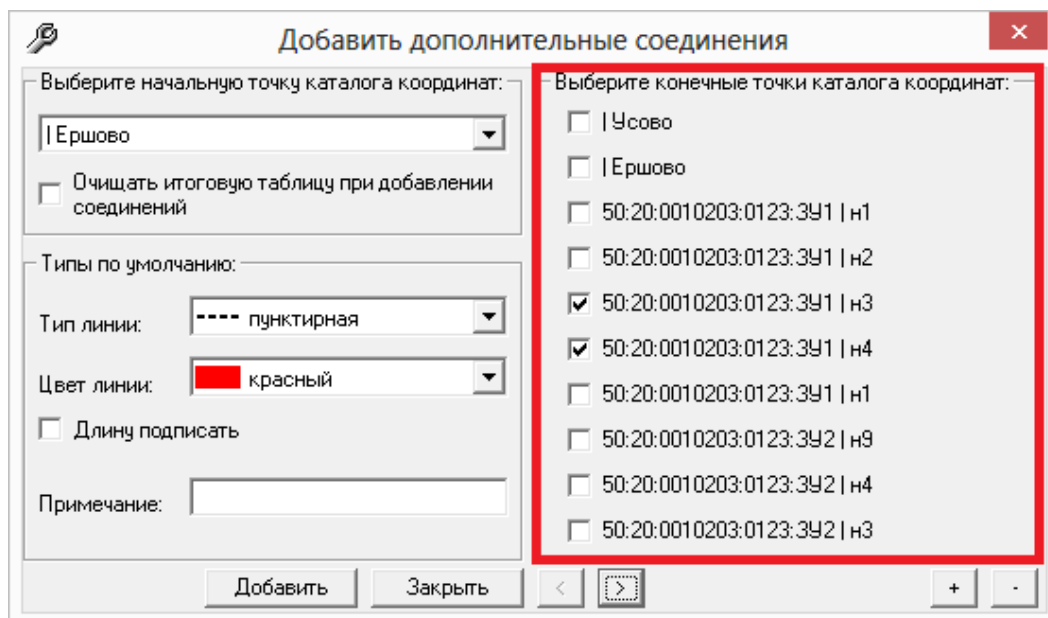 Добавить дополнительные соединения
×
Выберите начальную точку каталога координат:
| Ершово
Очищать итоговую таблицу при добавлении
соединений
Типы по умолчанию:
Тип линии:
пунктирная
Цвет линии:
красный
Длину подписать
Примечание:
Добавить
Закрыть
Выберите конечные точки каталога координат:
| Усово
| Ершово
50:20:0010203:0123:ЗУ1 | н1
50:20:0010203:0123:ЗУ1 | н2
50:20:0010203:0123:ЗУ1 | н3
50:20:0010203:0123:ЗУ1 | н4
50:20:0010203:0123:ЗУ1 | н1
50:20:0010203:0123:ЗУ2 | н9
50:20:0010203:0123:ЗУ2 | н4
50:20:0010203:0123:ЗУ2 | н3
<
>
+
-